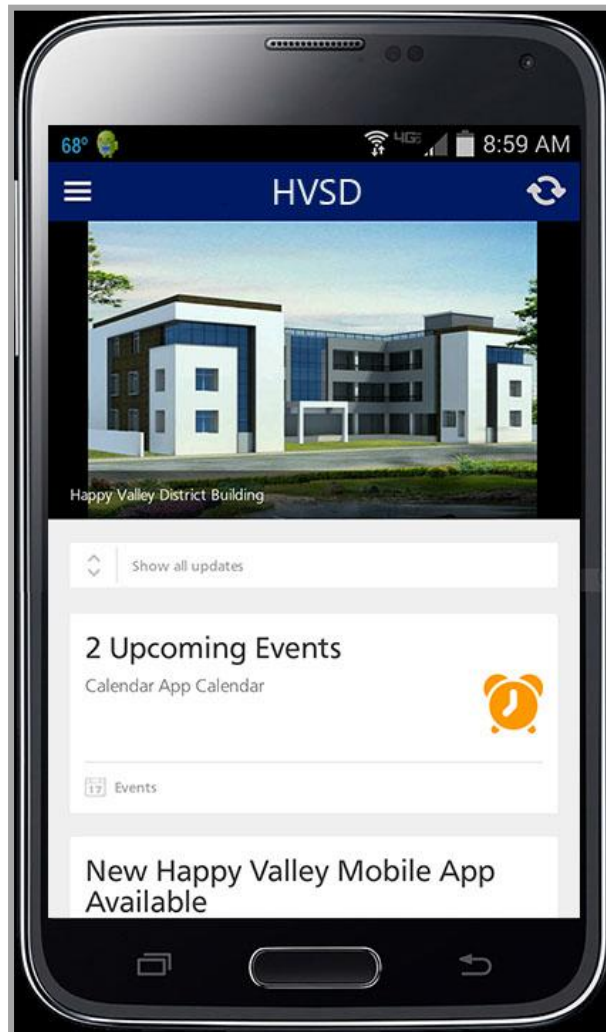 68° 4G 8:59 AM
HVSD
Happy Valley District Building
Show all updates
2 Upcoming Events
Calendar App Calendar
17 Events
New Happy Valley Mobile App
Available